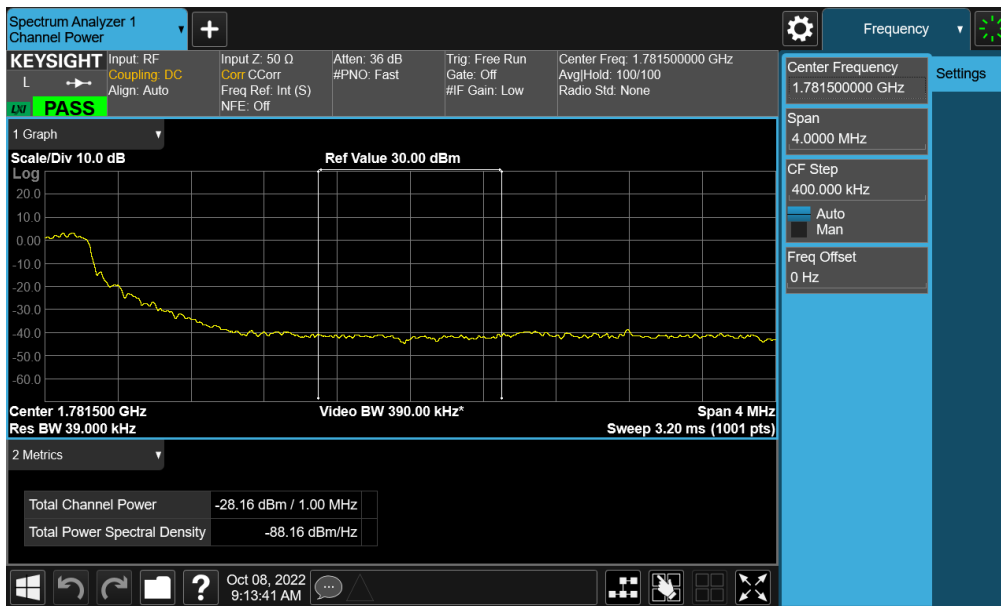 Spectrum Analyzer 1
Channel Power
Frequency
KEYSIGHT
L
LXI
PASS
Input: RF
Coupling: DC
Align: Auto
Input Z: 50 Ω
Corr CCorr
Freq Ref: Int (S)
NFE: Off
Atten: 36 dB
#PNO: Fast
Trig: Free Run
Gate: Off
#IF Gain: Low
Center Freq: 1.781500000 GHz
Avg|Hold: 100/100
Radio Std: None
Center Frequency
1.781500000 GHz
Settings
Span
4.0000 MHz
CF Step
400.000 kHz
Auto
Man
Freq Offset
0 Hz
1 Graph
Scale/Div 10.0 dB
Ref Value 30.00 dBm
Log
20.0
10.0
0.00
-10.0
-20.0
-30.0
-40.0
-50.0
-60.0
Center 1.781500 GHz
Video BW 390.00 kHz*
Span 4 MHz
Res BW 39.000 kHz
Sweep 3.20 ms (1001 pts)
2 Metrics
Total Channel Power -28.16 dBm / 1.00 MHz
Total Power Spectral Density -88.16 dBm/Hz
?
Oct 08, 2022
9:13:41 AM